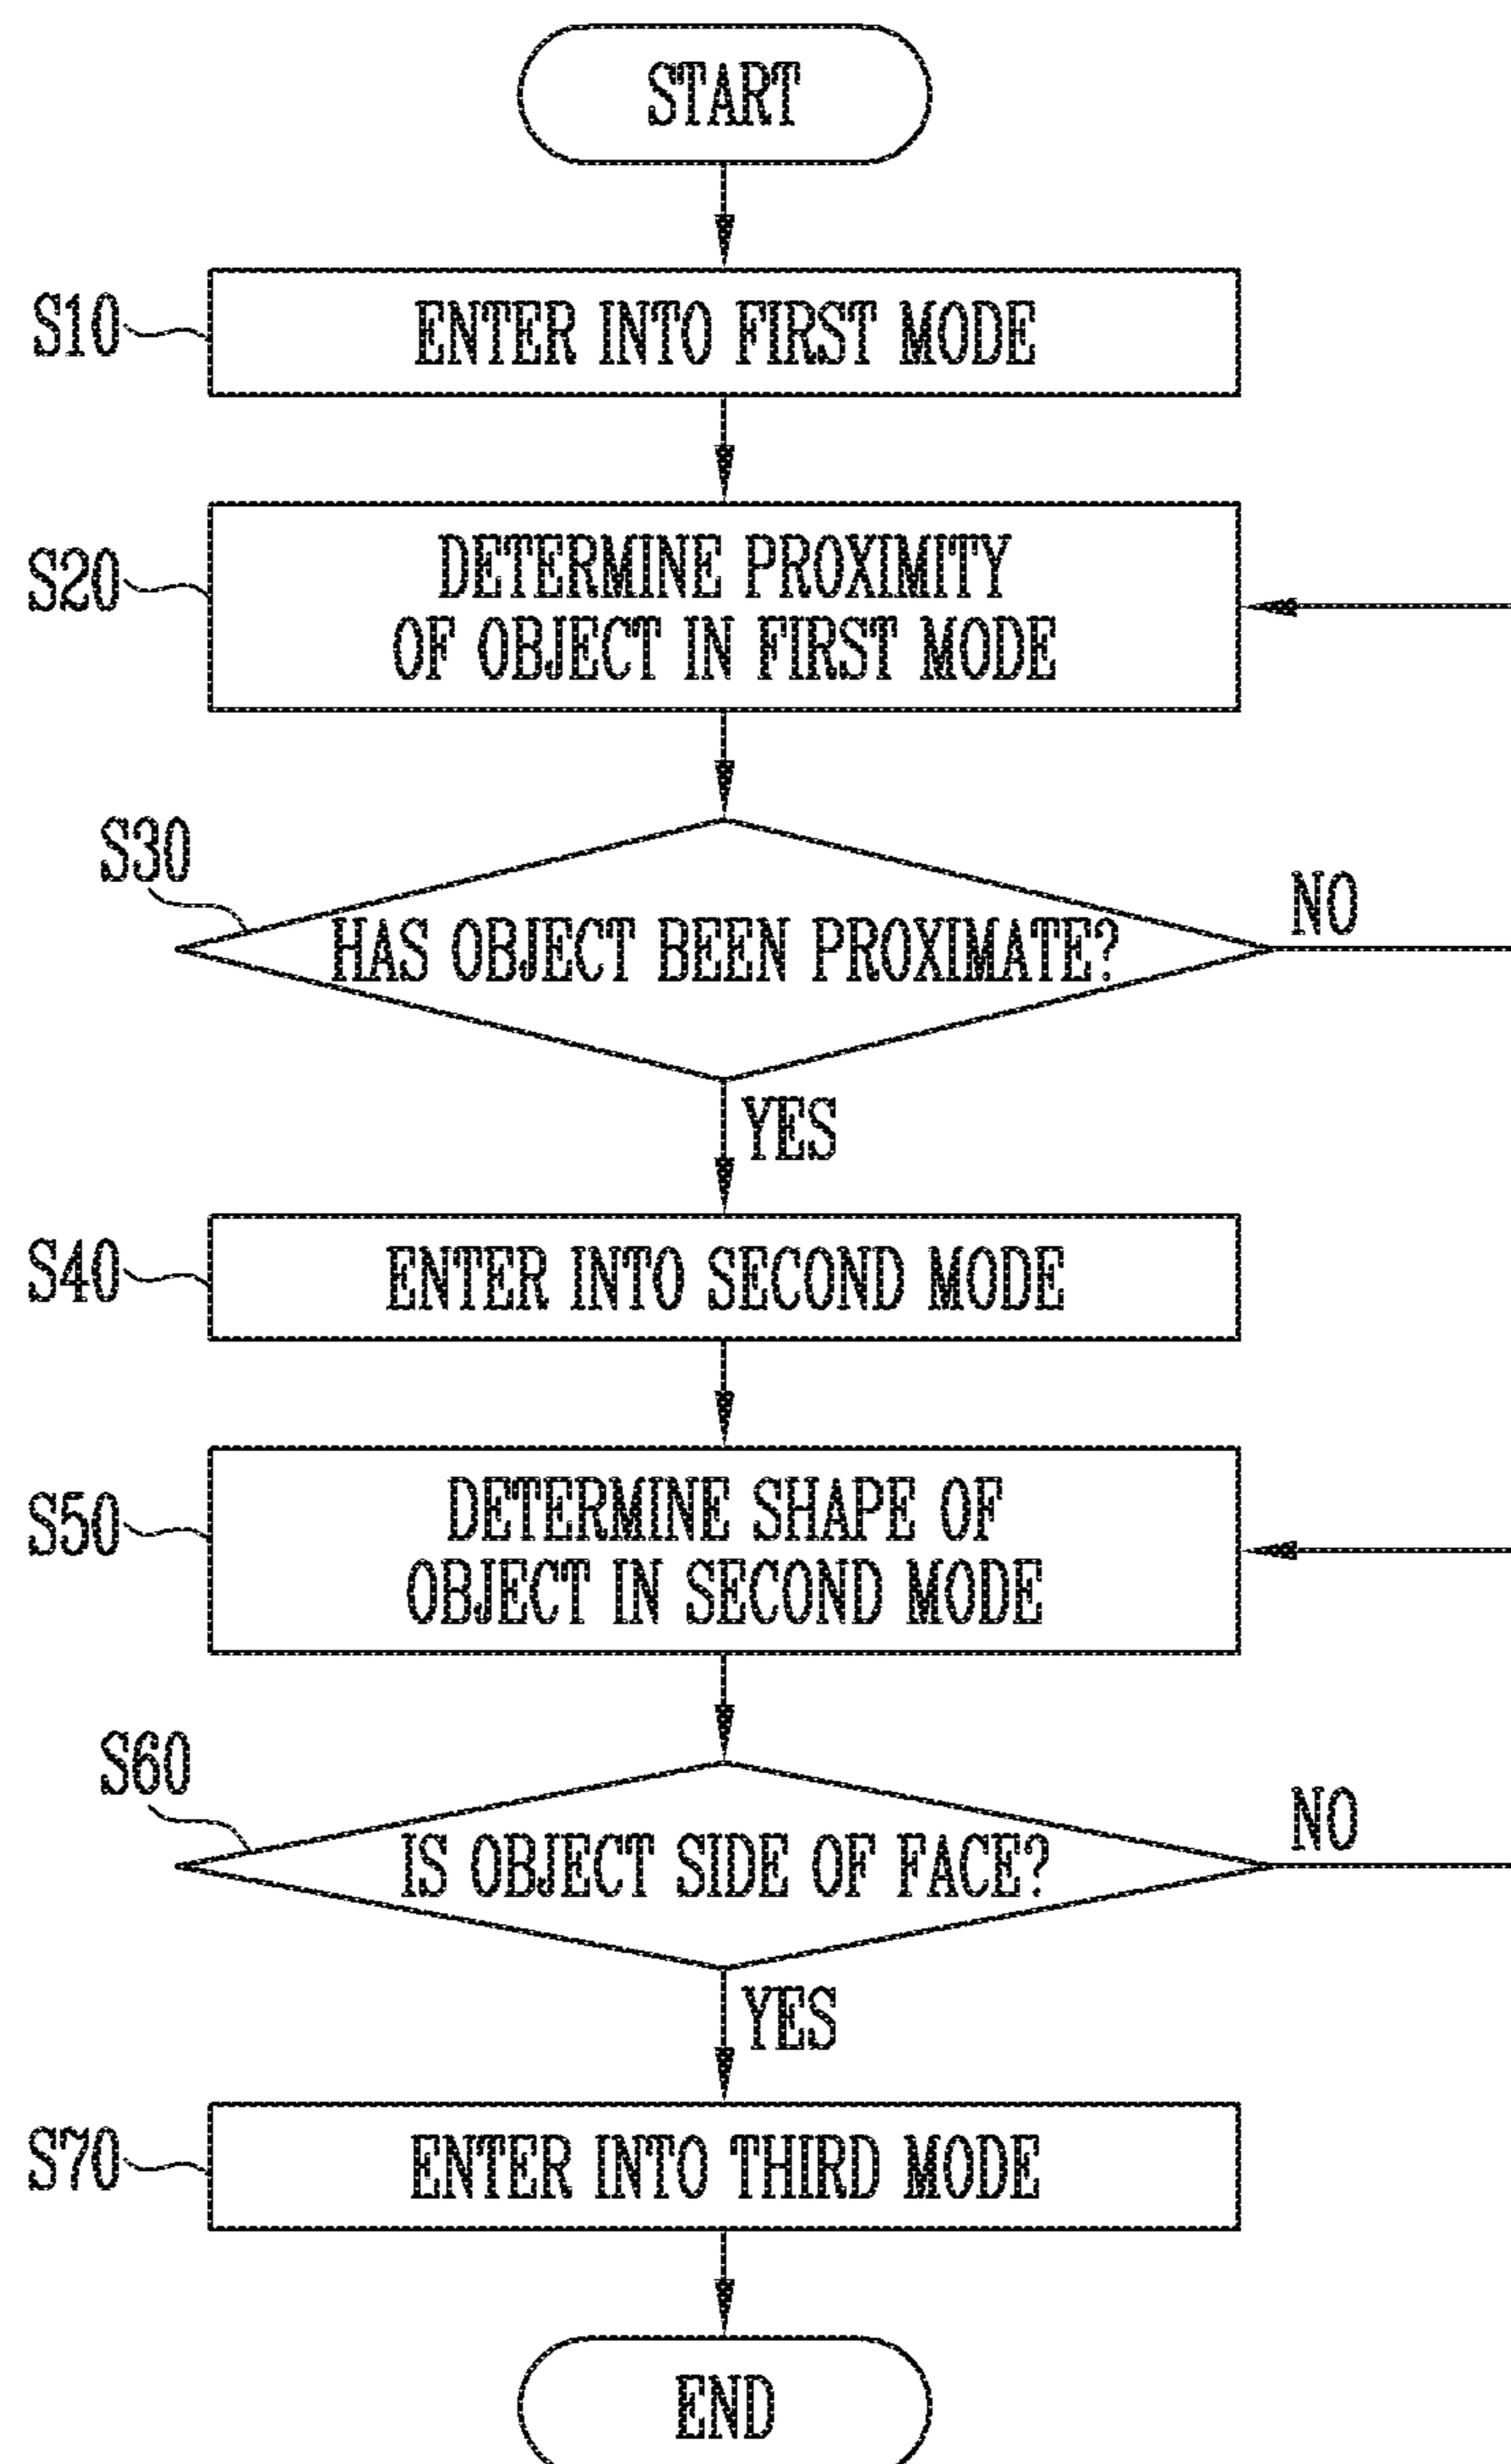 START
S10
ENTER INTO FIRST MODE
S20
DETERMINE PROXIMITY
OF OBJECT IN FIRST MODE
S30
HAS OBJECT BEEN PROXIMATE?
NO
YES
S40
ENTER INTO SECOND MODE
S50
DETERMINE SHAPE OF
OBJECT IN SECOND MODE
S60
IS OBJECT SIDE OF FACE?
NO
YES
S70
ENTER INTO THIRD MODE
END